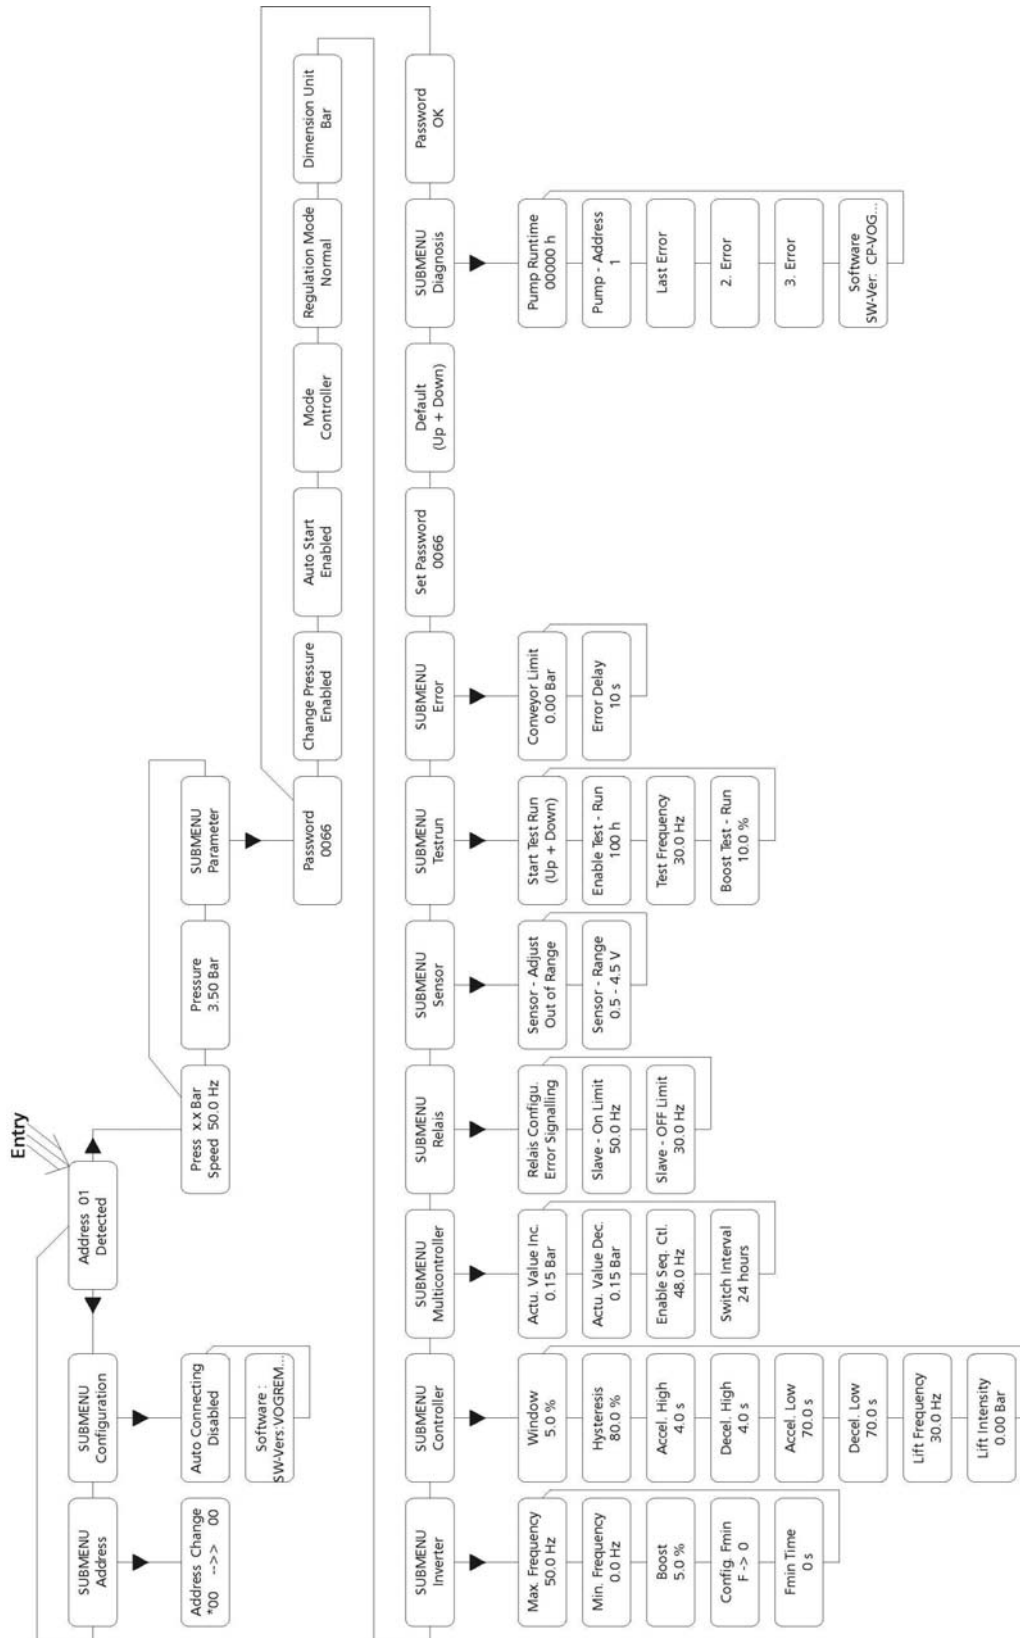 Entry
SUBMENU
Address
SUBMENU
Configuration
Address 01
Detected
Address Change
*00 -->> 00
Auto Connecting
Disabled
Software :
SW-Vers:VOGREM...
Press x.x Bar
Speed 50.0 Hz
Pressure
3.50 Bar
SUBMENU
Parameter
Password
0066
Change Pressure
Enabled
Auto Start
Enabled
Mode
Controller
Regulation Mode
Normal
Dimension Unit
Bar
SUBMENU
Inverter
SUBMENU
Controller
SUBMENU
Multicontroller
SUBMENU
Relais
SUBMENU
Sensor
SUBMENU
Testrun
SUBMENU
Error
Set Password
0066
Default
(Up + Down)
SUBMENU
Diagnosis
Password
OK
Max. Frequency
50.0 Hz
Min. Frequency
0.0 Hz
Boost
5.0 %
Config. Fmin
F -> 0
Fmin Time
0 s
Window
5.0 %
Hysteresis
80.0 %
Accel. High
4.0 s
Decel. High
4.0 s
Accel. Low
70.0 s
Decel. Low
70.0 s
Lift Frequency
30.0 Hz
Lift Intensity
0.00 Bar
Actu. Value Inc.
0.15 Bar
Actu. Value Dec.
0.15 Bar
Enable Seq. Ctl.
48.0 Hz
Switch Interval
24 hours
Relais Configu.
Error Signalling
Slave - On Limit
50.0 Hz
Slave - OFF Limit
30.0 Hz
Sensor - Adjust
Out of Range
Sensor - Range
0.5 - 4.5 V
Start Test Run
(Up + Down)
Enable Test - Run
100 h
Test Frequency
30.0 Hz
Boost Test - Run
10.0 %
Conveyor Limit
0.00 Bar
Error Delay
10 s
Pump Runtime
00000 h
Pump - Address
1
Last Error
2. Error
3. Error
Software
SW-Ver: CP-VOG...